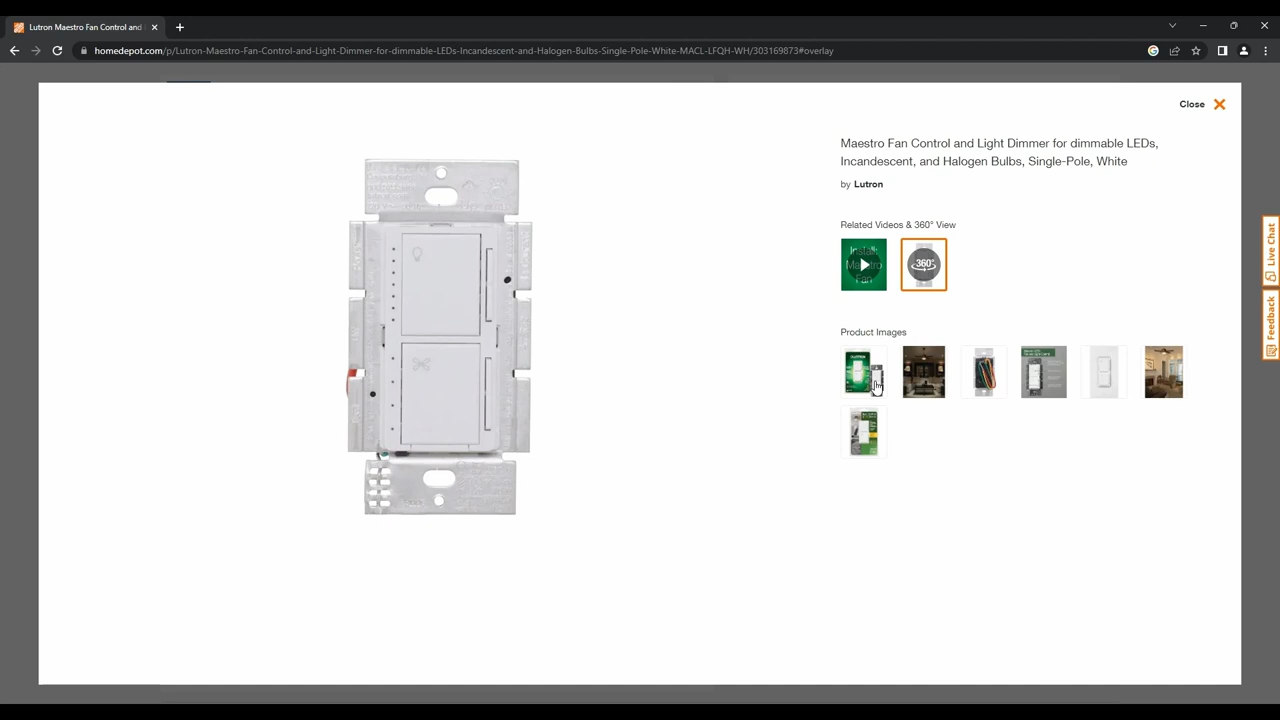 Lutron Maestro Fan Control and
homedepot.com/p/Lutron-Maestro-Fan-Control-and-Light-Dimmer-for-dimmable-LEDs-Incandescent-and-Halogen-Bulbs-Single-Pole-White-MACL-LFQH-WH/303169873#overlay
Close
Maestro Fan Control and Light Dimmer for dimmable LEDs,
Incandescent, and Halogen Bulbs, Single-Pole, White
by Lutron
Related Videos & 360° View
Install
Maestro
Fan
360°
Product Images
Live Chat
Feedback